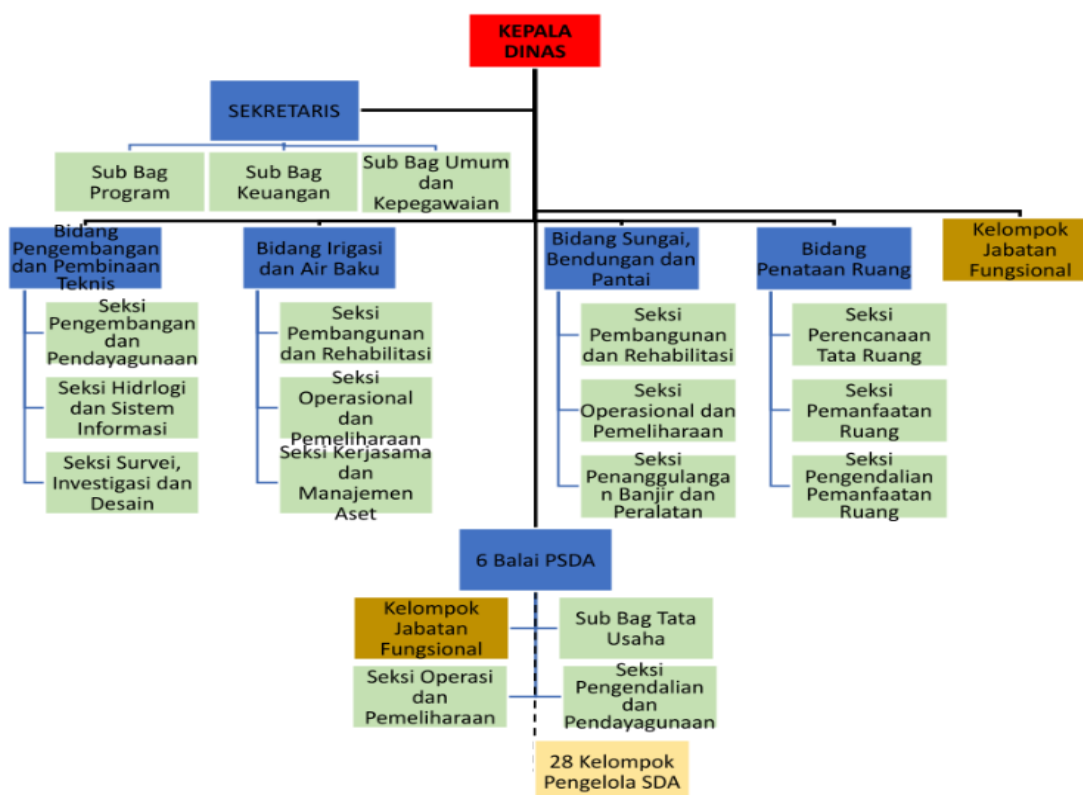 KEPALA
DINAS
SEKRETARIS
Sub Bag
Program
Sub Bag
Keuangan
Sub Bag Umum
dan
Kepegawaian
Bidang
Pengembangan
dan Pembinaan
Teknis
Bidang Irigasi
dan Air Baku
Bidang Sungai,
Bendungan dan
Pantai
Bidang
Penataan Ruang
Kelompok
Jabatan
Fungsional
Seksi
Pengembangan
dan
Pendayagunaan
Seksi Hidrlogi
dan Sistem
Informasi
Seksi Survei,
Investigasi dan
Desain
Seksi
Pembangunan
dan Rehabilitasi
Seksi
Operasional
dan
Pemeliharaan
Seksi Kerjasama
dan
Manajemen
Aset
Seksi
Pembangunan
dan Rehabilitasi
Seksi
Operasional dan
Pemeliharaan
Seksi
Penanggulanga
n Banjir dan
Peralatan
Seksi
Perencanaan
Tata Ruang
Seksi
Pemanfaatan
Ruang
Seksi
Pengendalian
Pemanfaatan
Ruang
6 Balai PSDA
Kelompok
Jabatan
Fungsional
Sub Bag Tata
Usaha
Seksi Operasi
dan
Pemeliharaan
Seksi
Pengendalian
dan
Pendayagunaan
28 Kelompok
Pengelola SDA